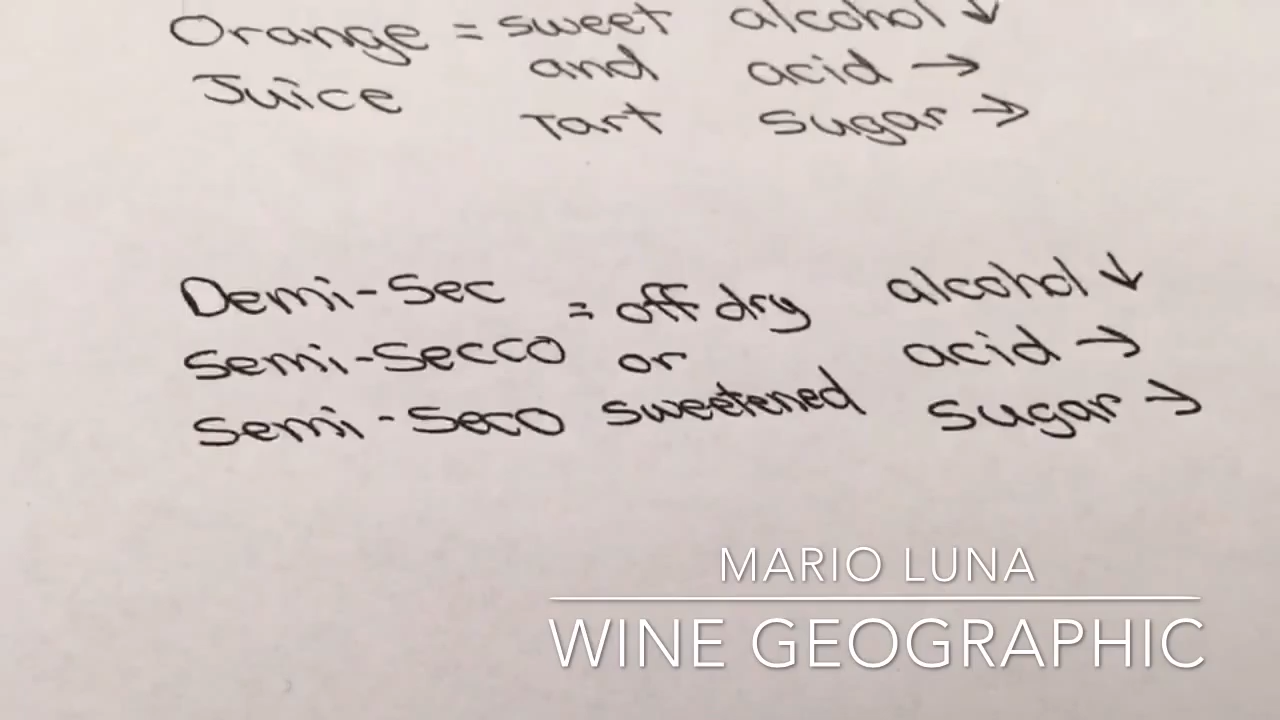 Orange = sweet alcohol ↓
Juice and acid →
Tart sugar →
Demi-Sec = off dry alcohol ↓
Semi-Secco or acid →
Semi-Seco sweetened sugar →
MARIO LUNA
WINE GEOGRAPHIC